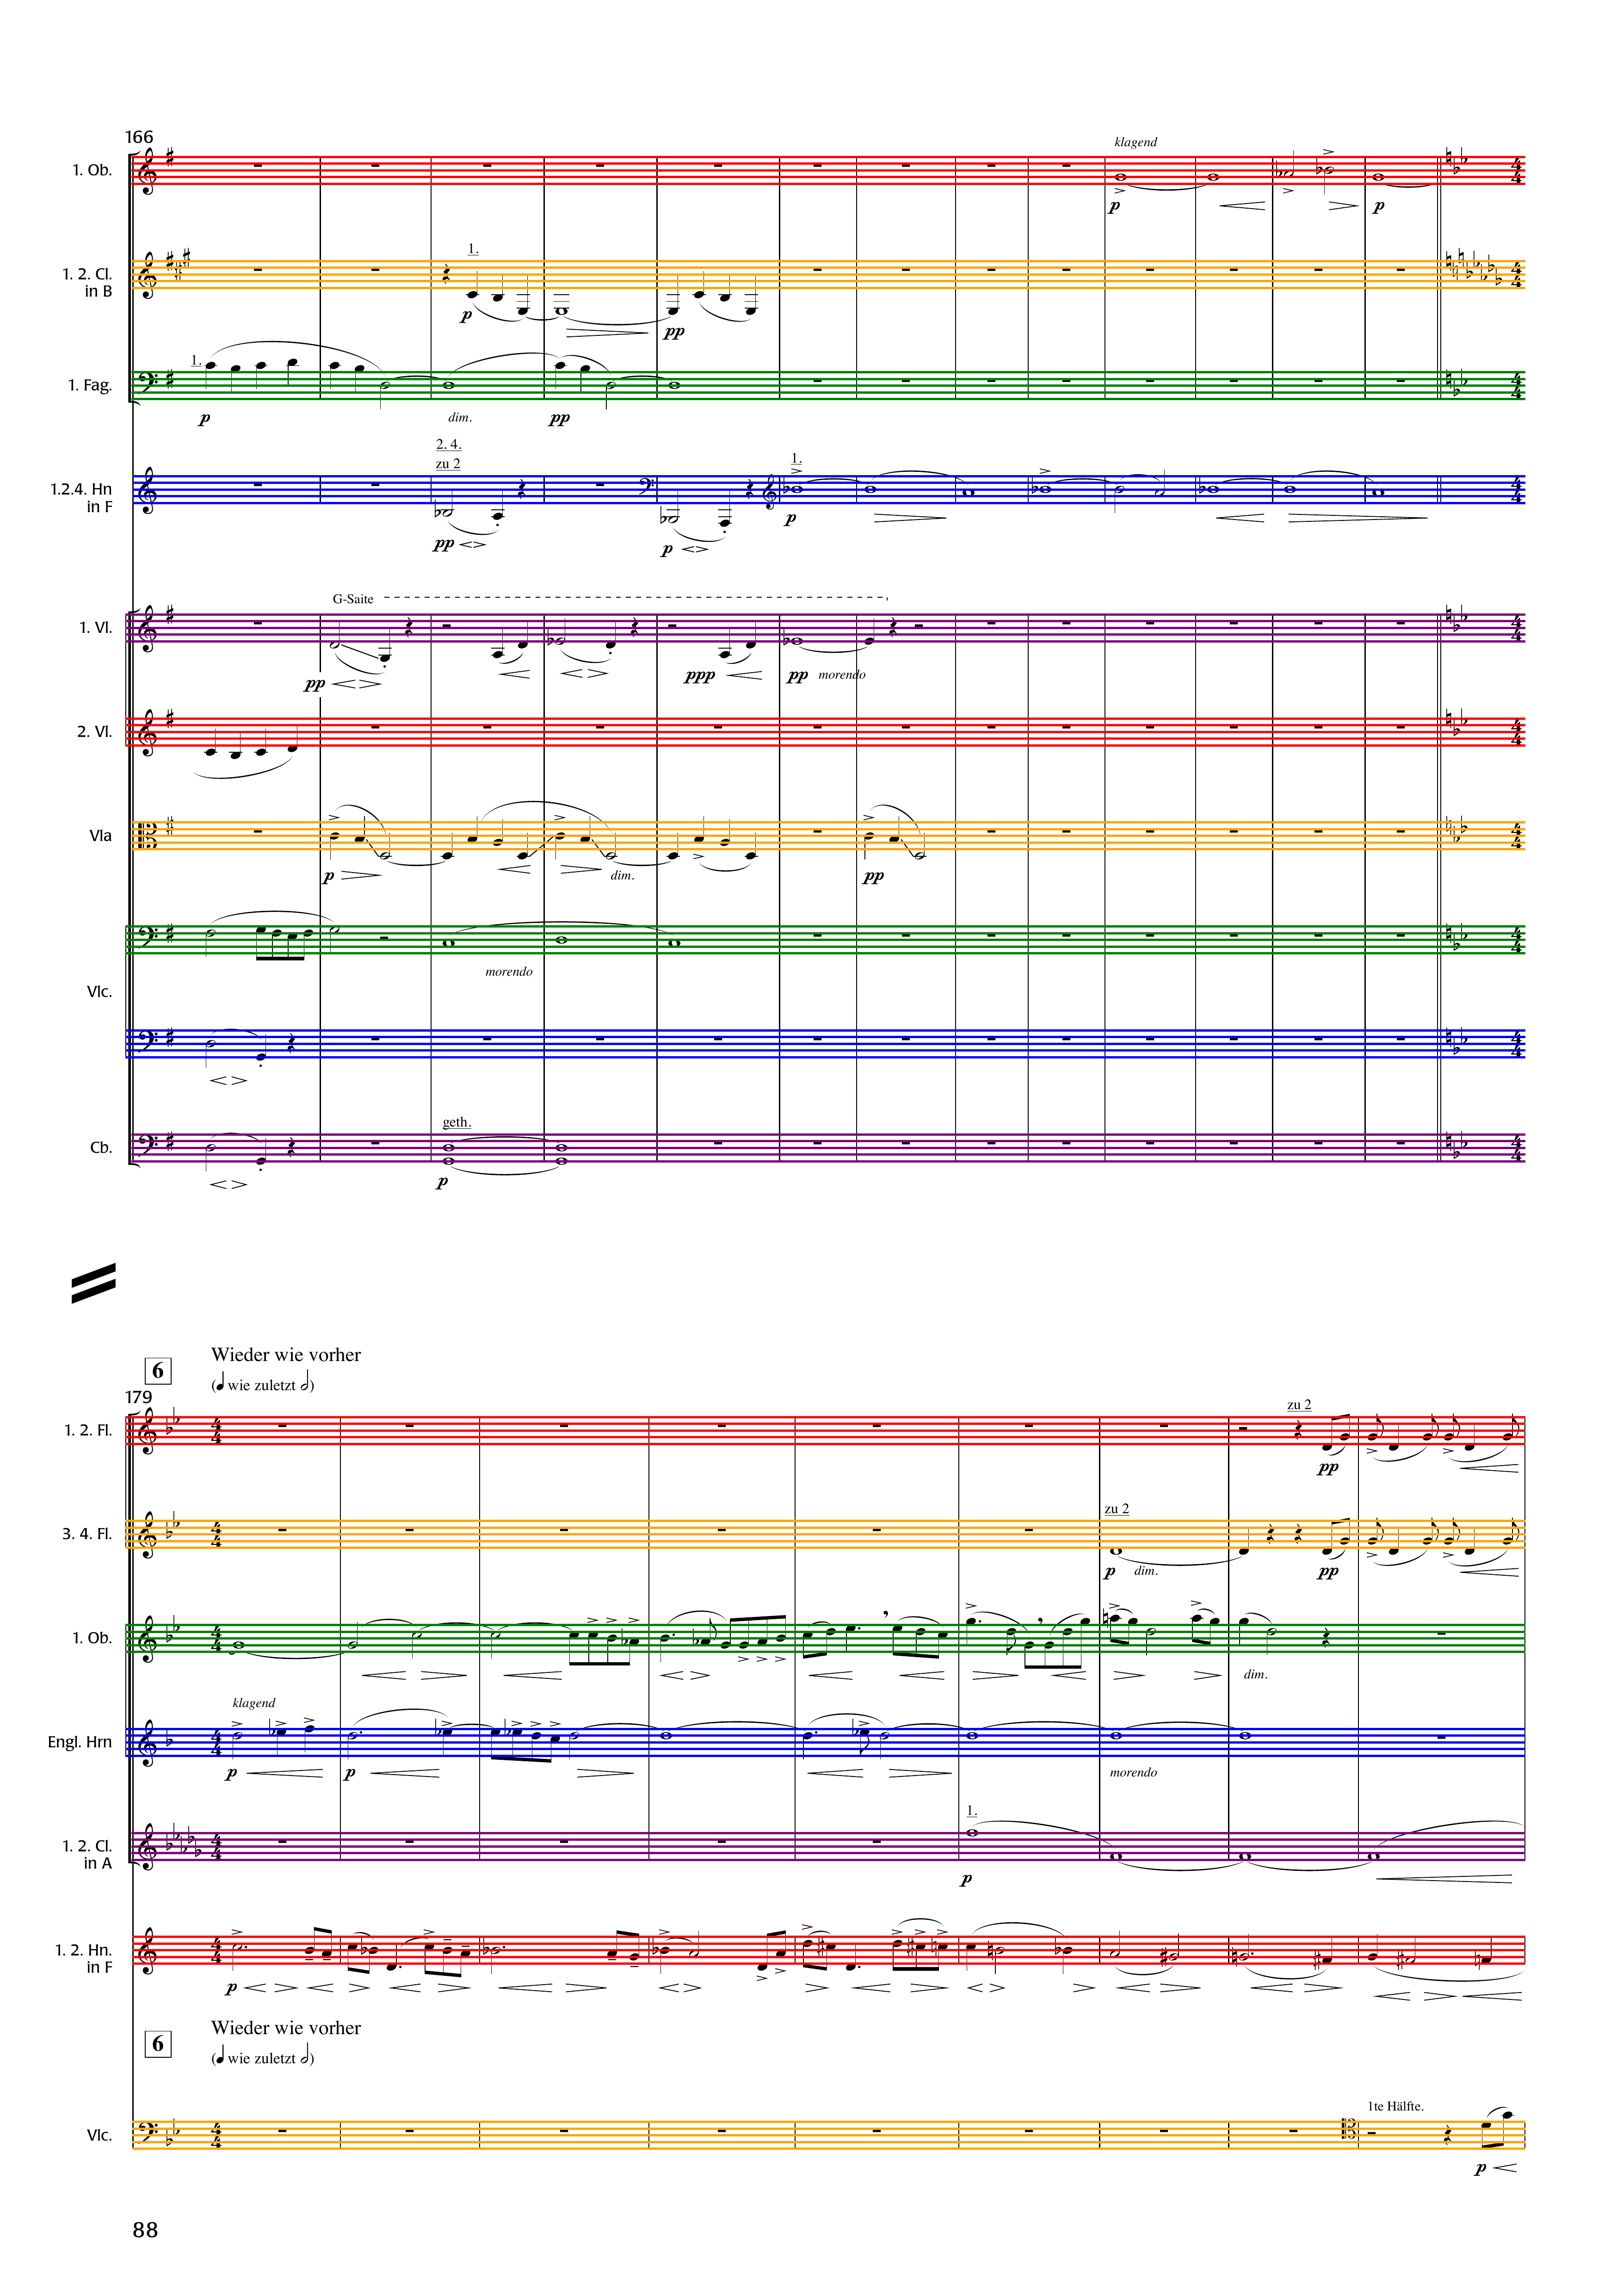 166
klagend
1. Ob.
p
p
1.
1. 2. Cl.
in B
p
pp
1.
1. Fag.
p
dim.
pp
2. 4.
zu 2
1.
1.2.4. Hn
in F
pp
p
p
G-Saite
1. Vl.
pp
ppp
pp
morendo
2. Vl.
Vla
p
dim.
pp
morendo
Vlc.
geth.
Cb.
p
6
Wieder wie vorher
( wie zuletzt )
179
zu 2
1. 2. Fl.
pp
zu 2
3. 4. Fl.
p
dim.
pp
1. Ob.
dim.
klagend
Engl. Hrn
p
p
morendo
1.
1. 2. Cl.
in A
p
1. 2. Hn.
in F
p
6
Wieder wie vorher
( wie zuletzt )
1te Hälfte.
Vlc.
p
88